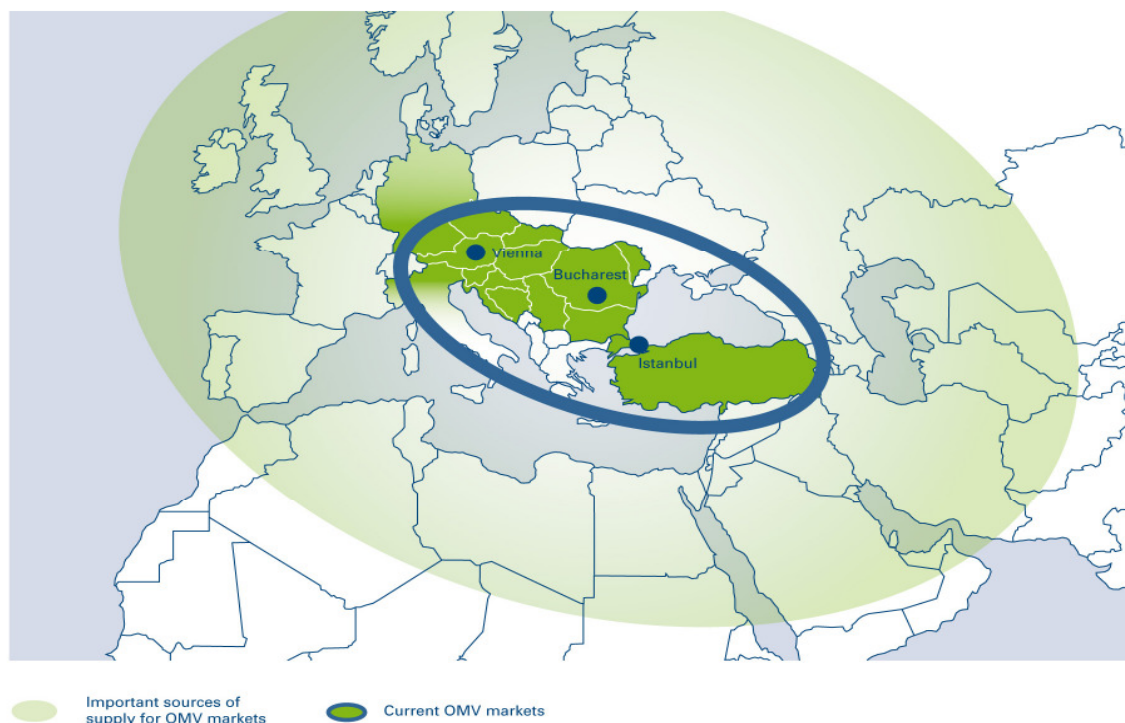 Vienna
Bucharest
Istanbul
Important sources of
supply for OMV markets
Current OMV markets